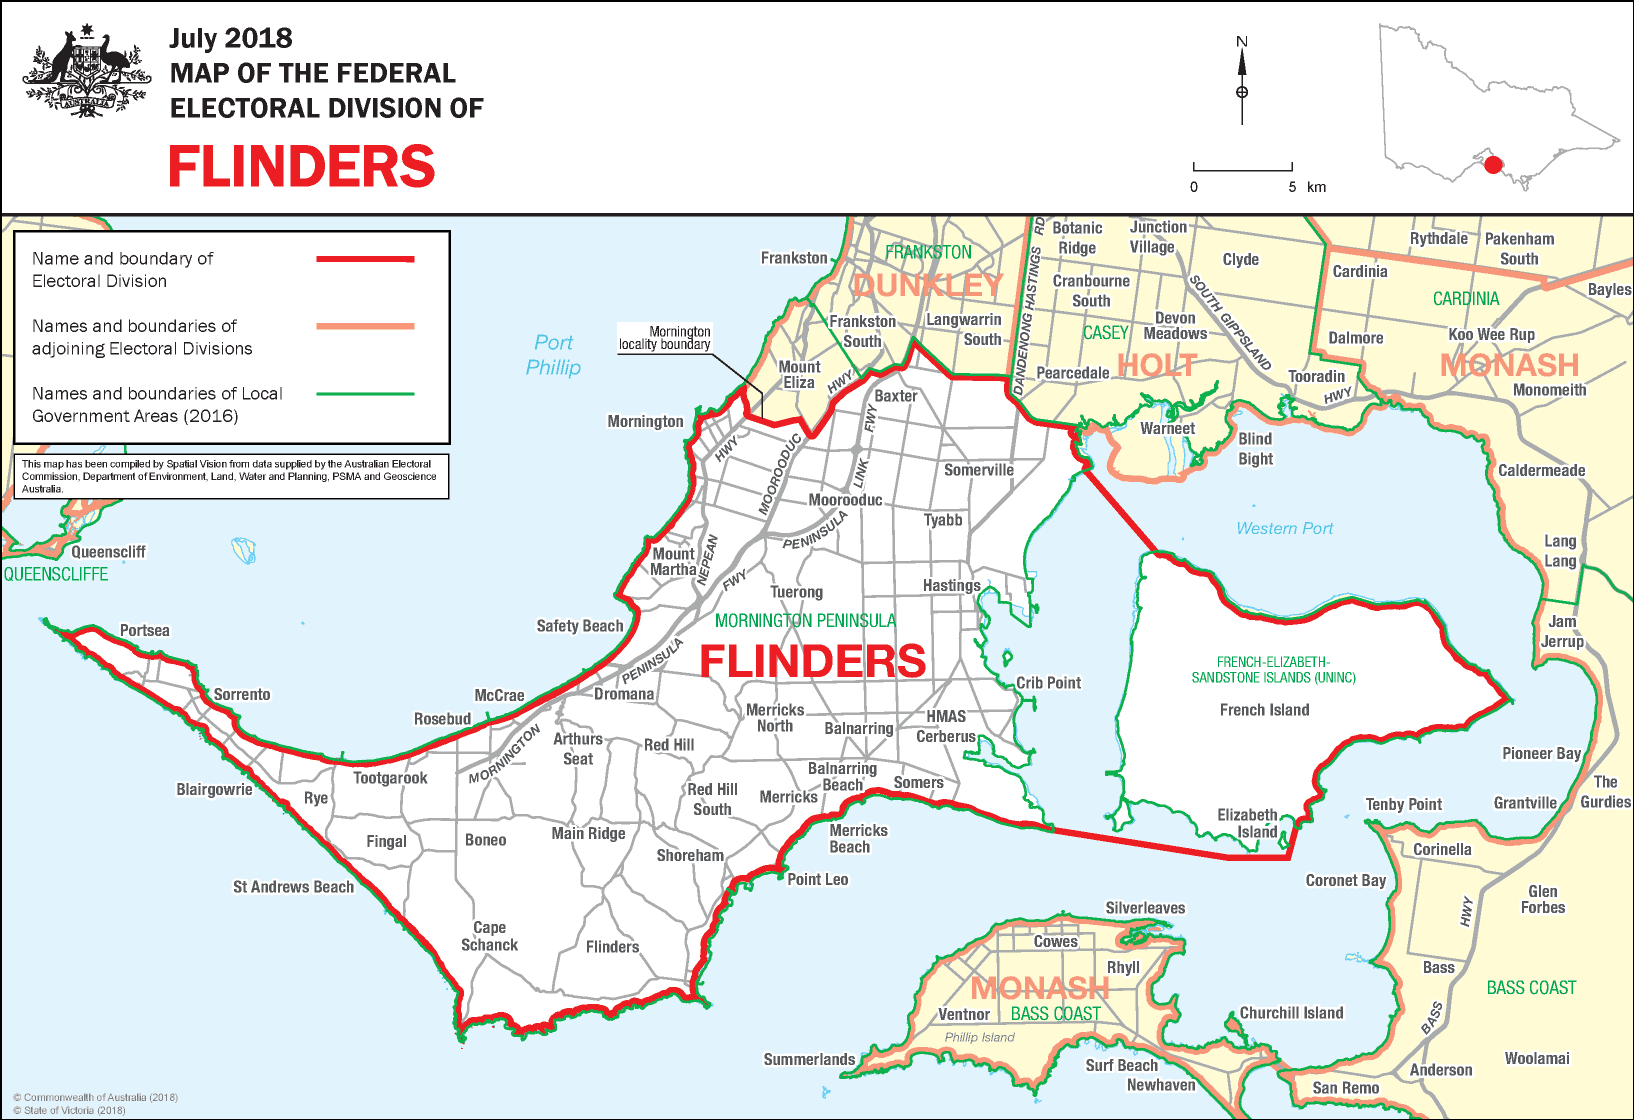 July 2018
MAP OF THE FEDERAL
ELECTORAL DIVISION OF
FLINDERS
AUSTRALIA
N
0 5 km
Name and boundary of
Electoral Division
Names and boundaries of
adjoining Electoral Divisions
Names and boundaries of Local
Government Areas (2016)
This map has been compiled by Spatial Vision from data supplied by the Australian Electoral
Commission, Department of Environment, Land, Water and Planning, PSMA and Geoscience
Australia.
Port
Phillip
Mornington
locality boundary
Frankston
FRANKSTON
DUNKLEY
Frankston
South
Langwarrin
South
Mount
Eliza
HWY
Baxter
DANDENONG HASTINGS RD
Botanic
Ridge
Junction
Village
Clyde
Cranbourne
South
SOUTH GIPPSLAND
HWY
Devon
Meadows
CASEY
HOLT
Pearcedale
Tooradin
Warneet
Blind
Bight
Cardinia
Rythdale
Pakenham
South
Bayles
CARDINIA
Dalmore
Koo Wee Rup
MONASH
Monomeith
Caldermeade
Lang
Lang
Jam
Jerrup
Western Port
Mornington
HWY
MOOROODUC
FWY
LINK
Somerville
Moorooduc
PENINSULA
Tyabb
Mount
Martha
NEPEAN
FWY
Tuerong
Hastings
MORNINGTON PENINSULA
FLINDERS
Safety Beach
PENINSULA
Dromana
Crib Point
Queenscliff
QUEENSCLIFFE
Portsea
Sorrento
McCrae
Rosebud
MORNINGTON
Arthurs
Seat
Red Hill
Merricks
North
Balnarring
HMAS
Cerberus
Blairgowrie
Rye
Tootgarook
Red Hill
South
Balnarring
Beach
Merricks
Somers
Fingal
Boneo
Main Ridge
Shoreham
Merricks
Beach
Point Leo
St Andrews Beach
Cape
Schanck
Flinders
FRENCH-ELIZABETH-
SANDSTONE ISLANDS (UNINC)
French Island
Elizabeth
Island
Pioneer Bay
The
Gurdies
Tenby Point
Grantville
Corinella
Coronet Bay
Glen
Forbes
HWY
Bass
BASS
BASS COAST
Woolamai
Anderson
San Remo
Silverleaves
Cowes
Rhyll
MONASH
BASS COAST
Ventnor
Phillip Island
Churchill Island
Summerlands
Surf Beach
Newhaven
© Commonwealth of Australia (2018)
© State of Victoria (2018)